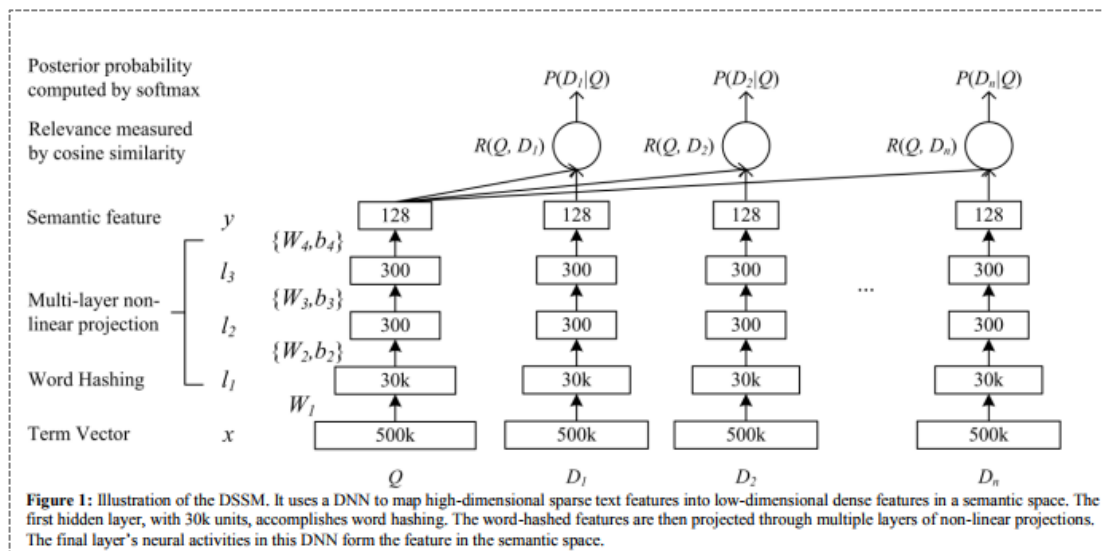 Posterior probability
computed by softmax
P(D₁|Q)
P(D₂|Q)
P(Dₙ|Q)
Relevance measured
by cosine similarity
R(Q, D₁)
R(Q, D₂)
R(Q, Dₙ)
Semantic feature y 128 128 128 128
{W₄,b₄}
l₃ 300 300 300 300
Multi-layer non-
linear projection
{W₃,b₃}
...
l₂ 300 300 300 300
{W₂,b₂}
Word Hashing l₁ 30k 30k 30k 30k
W₁
Term Vector x 500k 500k 500k 500k
Q D₁ D₂ Dₙ
Figure 1: Illustration of the DSSM. It uses a DNN to map high-dimensional sparse text features into low-dimensional dense features in a semantic space. The
first hidden layer, with 30k units, accomplishes word hashing. The word-hashed features are then projected through multiple layers of non-linear projections.
The final layer's neural activities in this DNN form the feature in the semantic space.